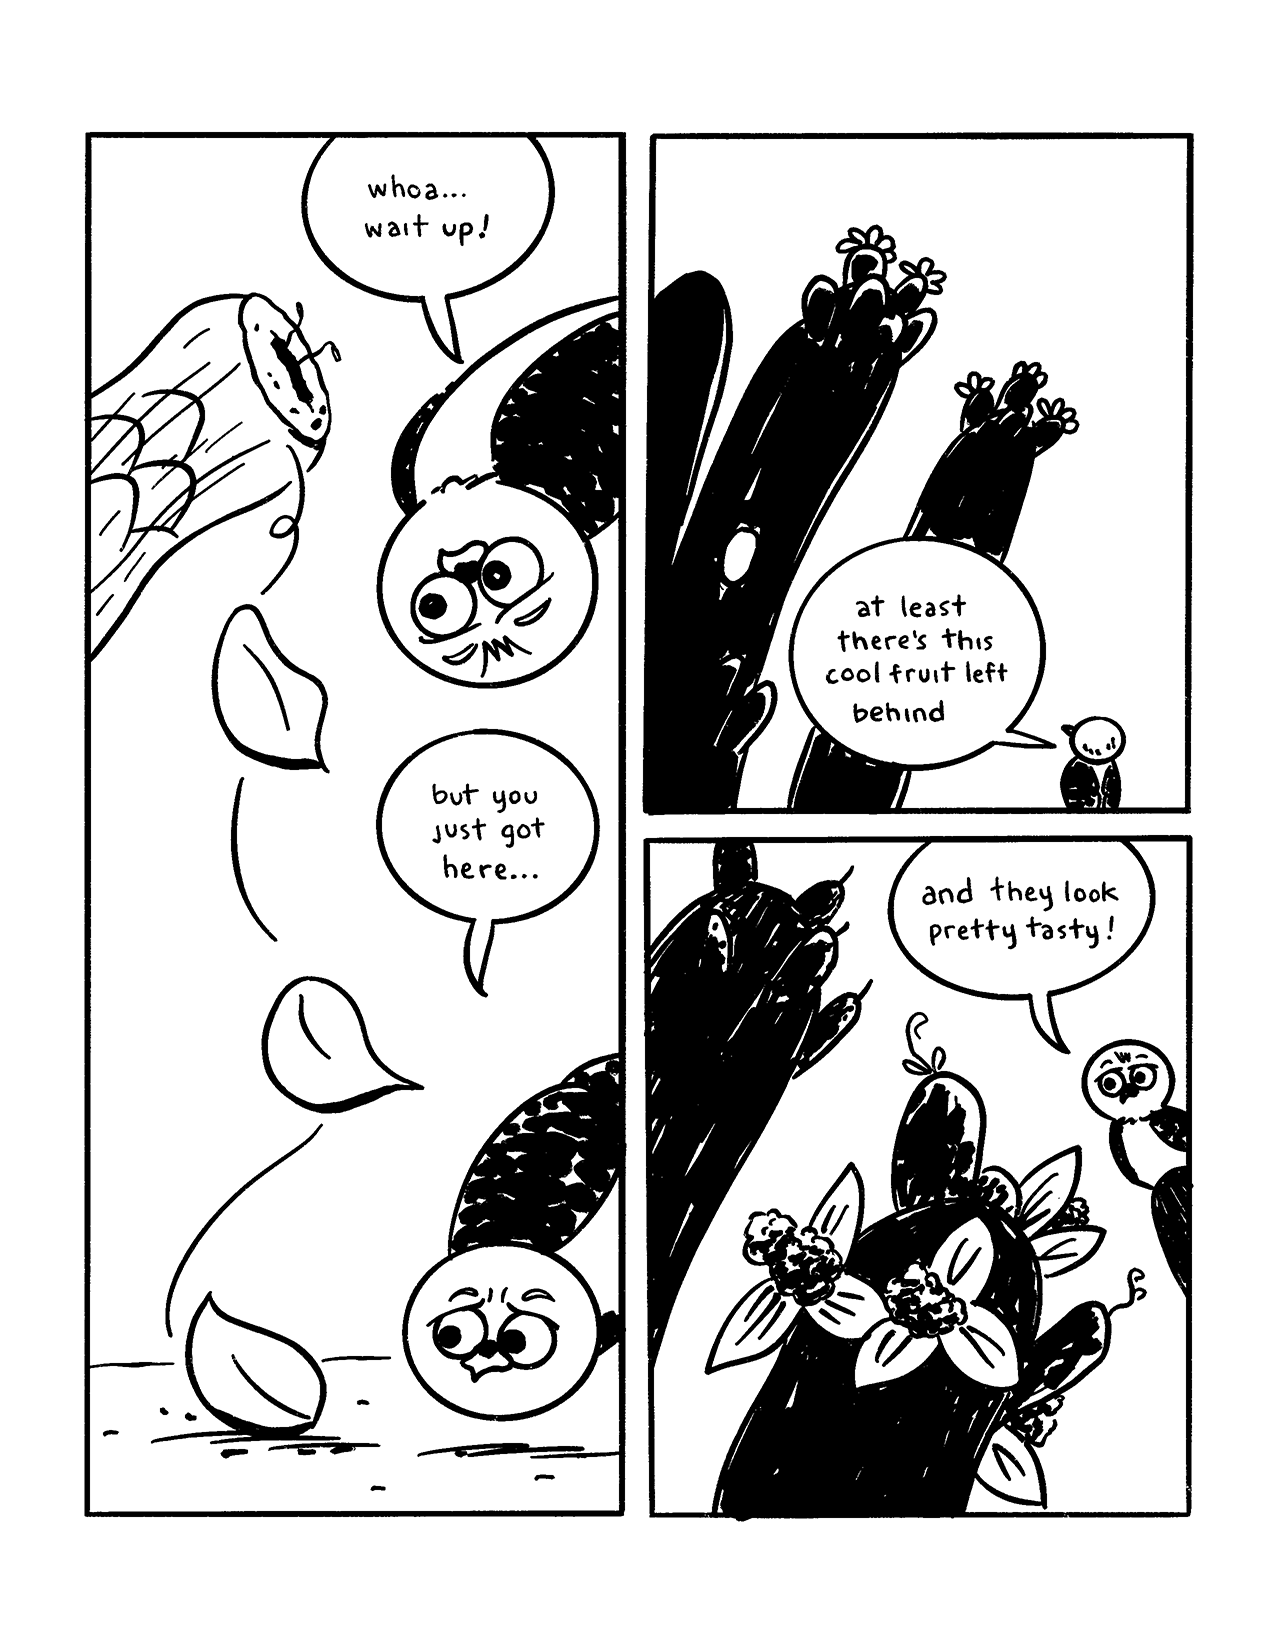 whoa...
wait up!
but you
just got
here...
at least
there's this
cool fruit left
behind
and they look
pretty tasty!